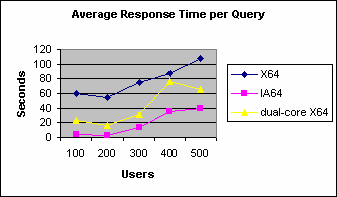 Average Response Time per Query
Seconds
120
100
80
60
40
20
0
100 200 300 400 500
Users
X64
IA64
dual-core X64